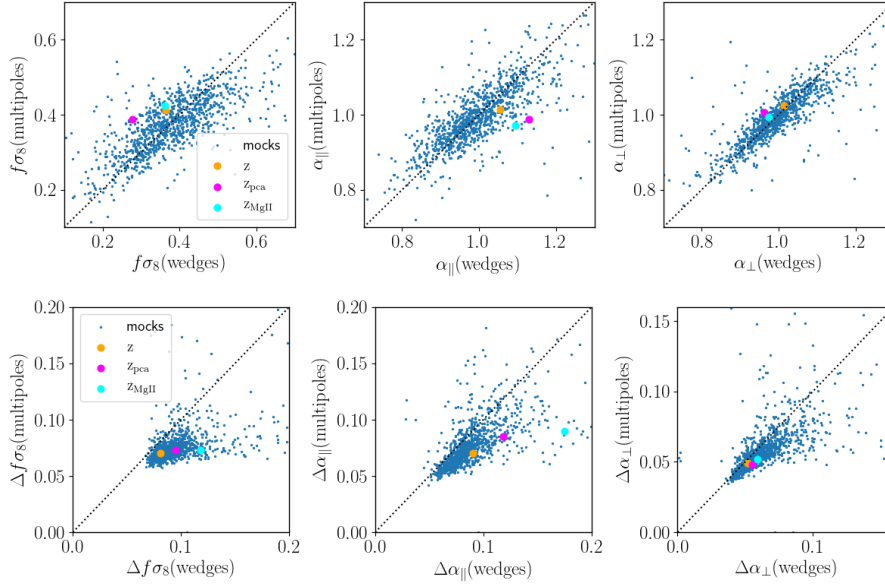 0.6
0.4
0.2
fσ₈(multipoles)
mocks
z
z_pca
z_MgII
0.2 0.4 0.6
fσ₈(wedges)
1.2
1.0
0.8
α∥(multipoles)
0.8 1.0 1.2
α∥(wedges)
1.2
1.0
0.8
α⊥(multipoles)
0.8 1.0 1.2
α⊥(wedges)
0.20
0.15
0.10
0.05
0.00
Δfσ₈(multipoles)
mocks
z
z_pca
z_MgII
0.0 0.1 0.2
Δfσ₈(wedges)
0.20
0.15
0.10
0.05
0.00
Δα∥(multipoles)
0.0 0.1 0.2
Δα∥(wedges)
0.15
0.10
0.05
0.00
Δα⊥(multipoles)
0.0 0.1
Δα⊥(wedges)